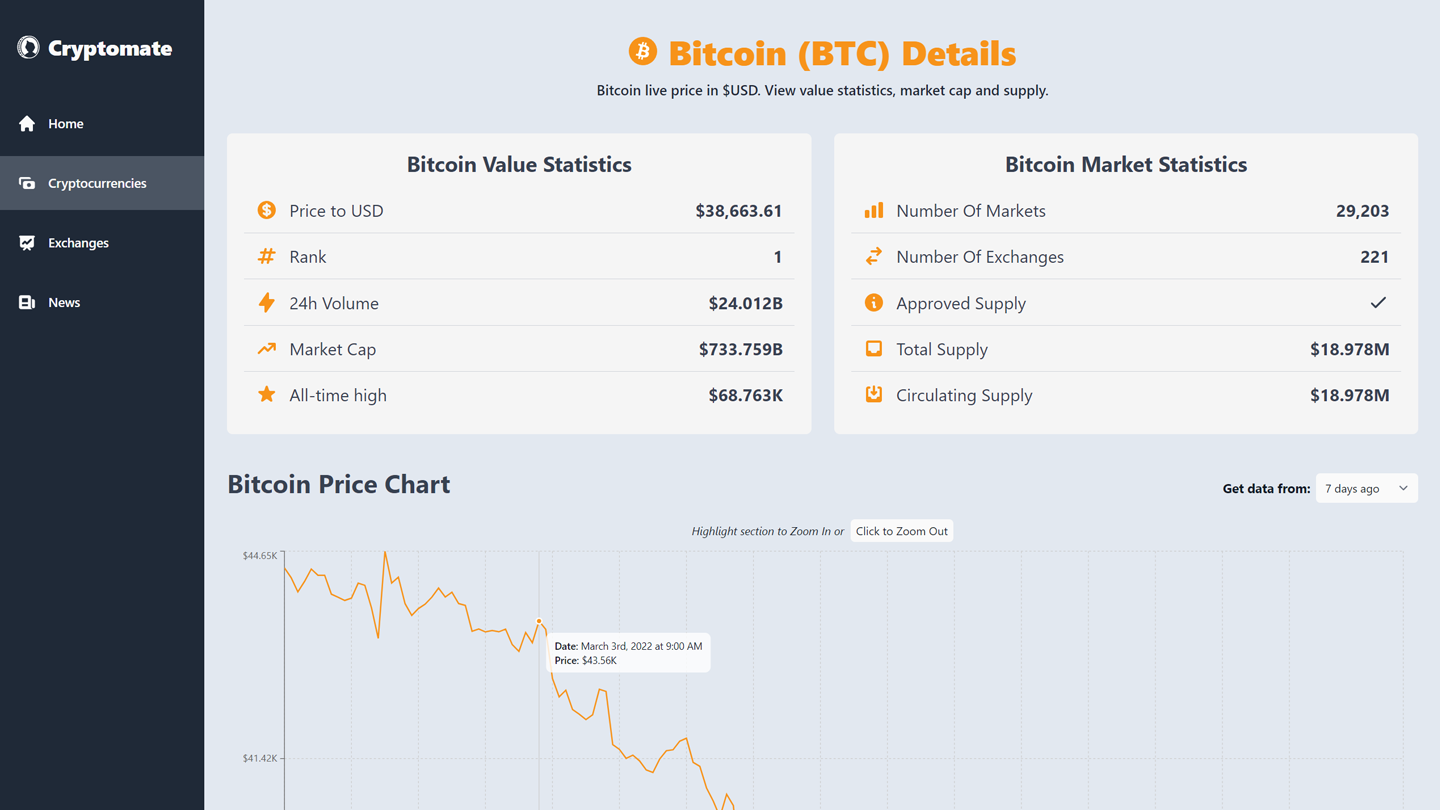 Cryptomate
Home
Cryptocurrencies
Exchanges
News
Bitcoin (BTC) Details
Bitcoin live price in $USD. View value statistics, market cap and supply.
Bitcoin Value Statistics
Price to USD $38,663.61
Rank 1
24h Volume $24.012B
Market Cap $733.759B
All-time high $68.763K
Bitcoin Market Statistics
Number Of Markets 29,203
Number Of Exchanges 221
Approved Supply
Total Supply $18.978M
Circulating Supply $18.978M
Bitcoin Price Chart
Get data from: 7 days ago
Highlight section to Zoom In or Click to Zoom Out
$44.65K
Date: March 3rd, 2022 at 9:00 AM
Price: $43.56K
$41.42K